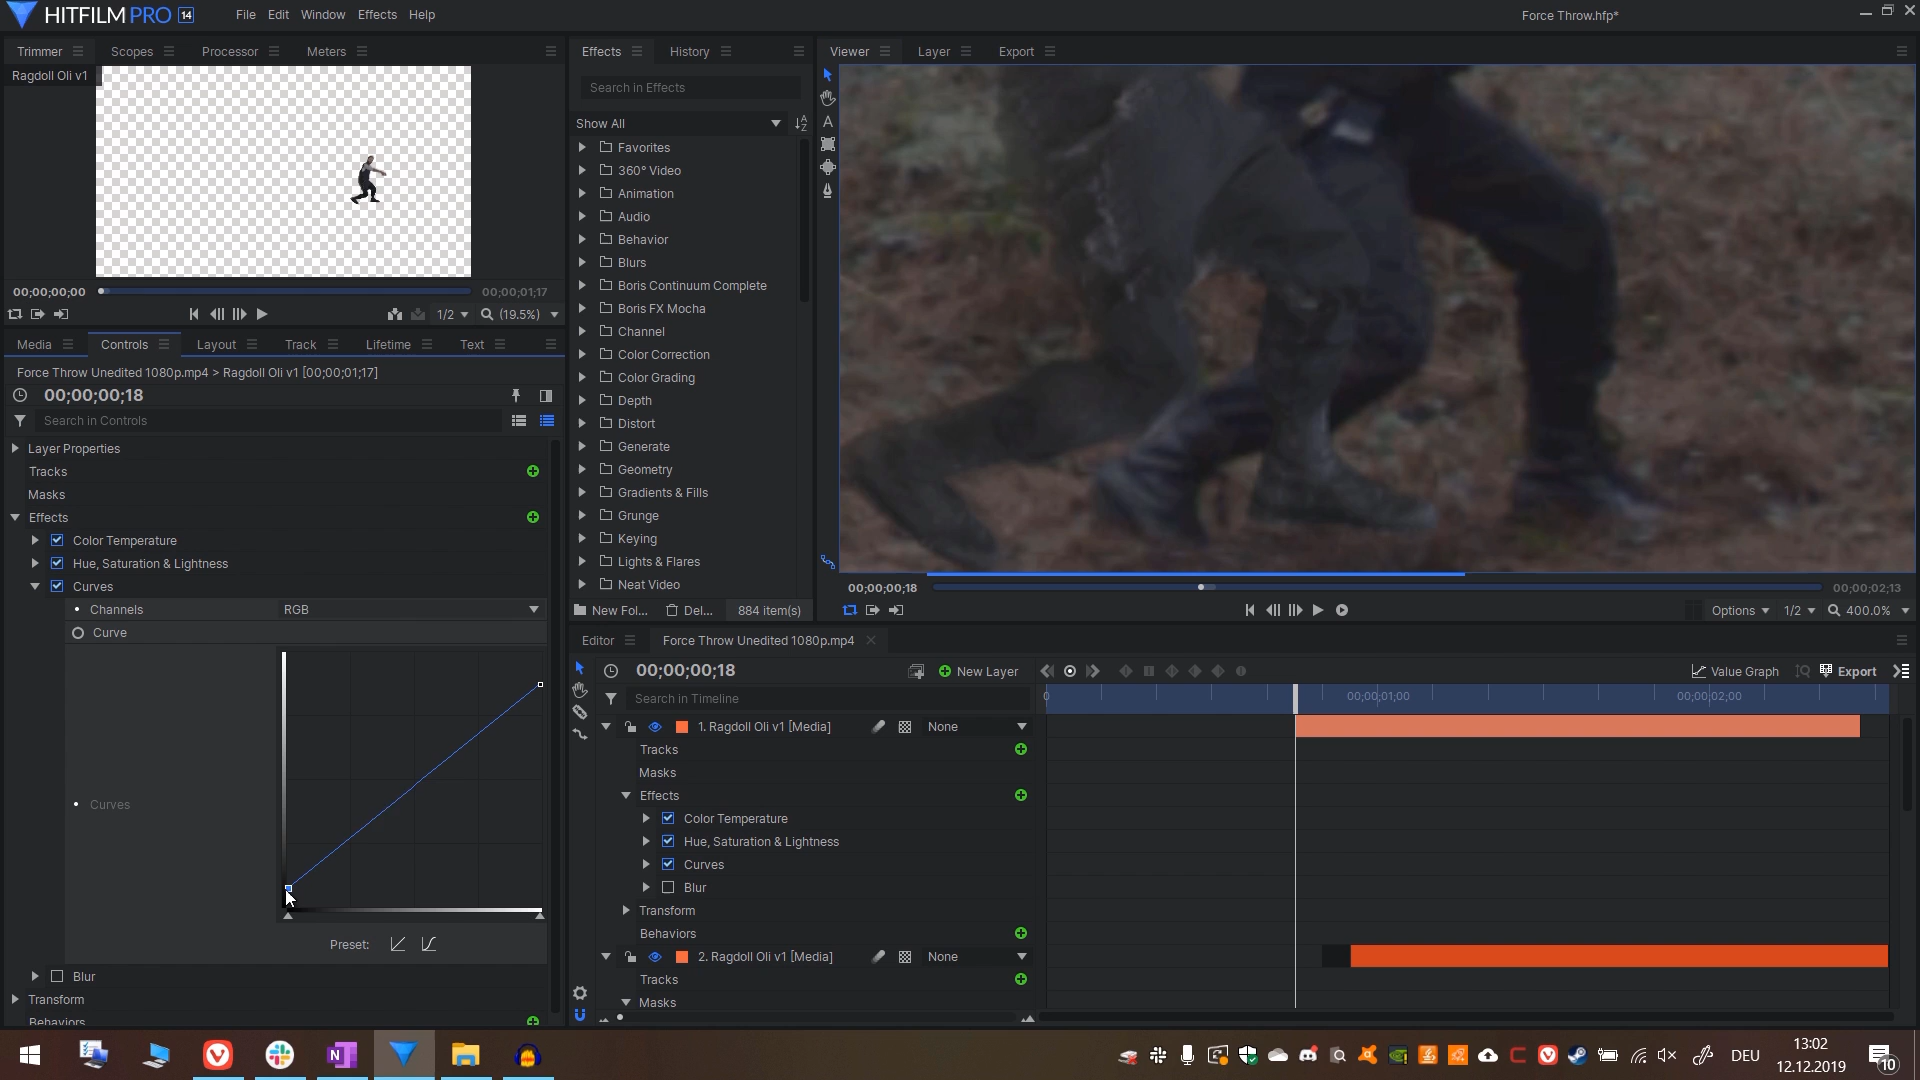 HITFILM PRO 14
File Edit Window Effects Help
Force Throw.hfp*
Trimmer Scopes Processor Meters
Ragdoll Oli v1
00;00;00;00
00;00;01;17
1/2 (19.5%)
Media Controls Layout Track Lifetime Text
Force Throw Unedited 1080p.mp4 > Ragdoll Oli v1 [00;00;01;17]
00;00;00;18
Search in Controls
Layer Properties
Tracks
Masks
Effects
Color Temperature
Hue, Saturation & Lightness
Curves
Channels RGB
Curve
Curves
Preset:
Blur
Transform
Behaviors
Effects History
Search in Effects
Show All
Favorites
360° Video
Animation
Audio
Behavior
Blurs
Boris Continuum Complete
Boris FX Mocha
Channel
Color Correction
Color Grading
Depth
Distort
Generate
Geometry
Gradients & Fills
Grunge
Keying
Lights & Flares
Neat Video
New Fol... Del... 884 item(s)
Viewer Layer Export
00;00;00;18
00;00;02;13
Options 1/2 400.0%
Editor Force Throw Unedited 1080p.mp4
00;00;00;18
New Layer
Value Graph Export
Search in Timeline
0 00;00;01;00 00;00;02;00
1. Ragdoll Oli v1 [Media] None
Tracks
Masks
Effects
Color Temperature
Hue, Saturation & Lightness
Curves
Blur
Transform
Behaviors
2. Ragdoll Oli v1 [Media] None
Tracks
Masks
DEU
13:02
12.12.2019
10